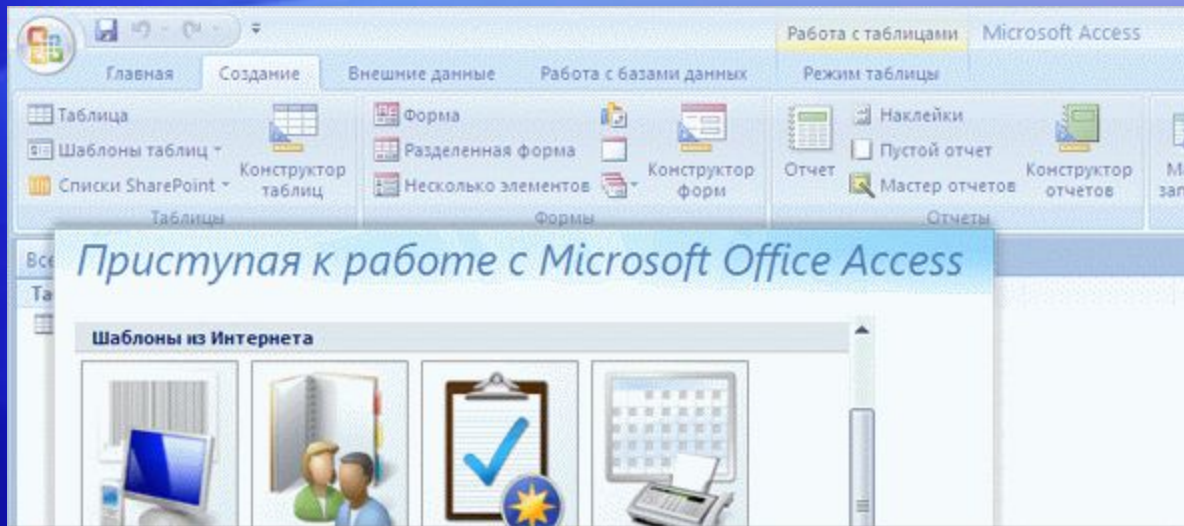 Работа с таблицами Microsoft Access
Главная Создание Внешние данные Работа с базами данных Режим таблицы
Таблица
Шаблоны таблиц
Списки SharePoint
Конструктор
таблиц
Таблицы
Форма
Разделенная форма
Несколько элементов
Конструктор
форм
Формы
Отчет
Наклейки
Пустой отчет
Мастер отчетов
Конструктор
отчетов
Отчеты
Приступая к работе с Microsoft Office Access
Шаблоны из Интернета